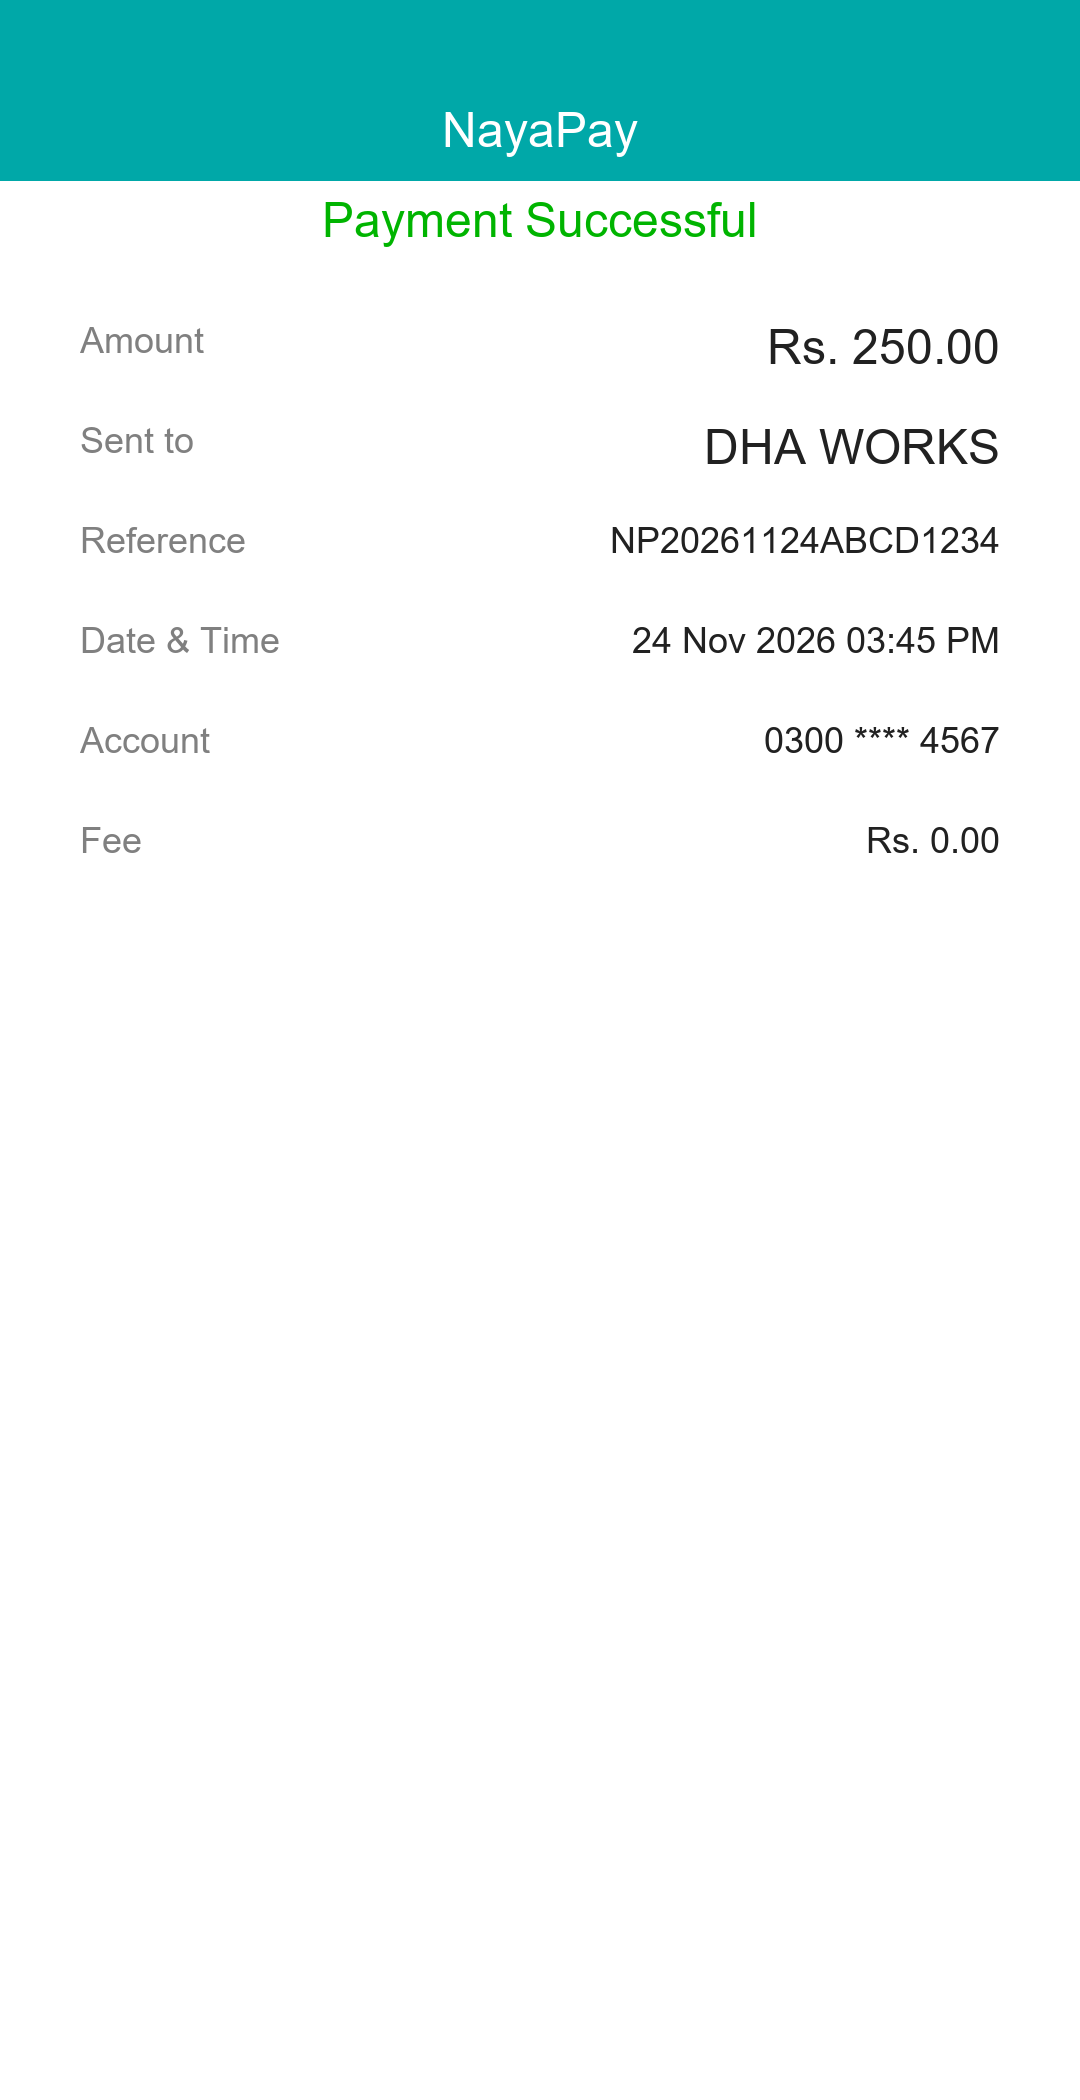 NayaPay
Payment Successful
Amount Rs. 250.00
Sent to DHA WORKS
Reference NP20261124ABCD1234
Date & Time 24 Nov 2026 03:45 PM
Account 0300 **** 4567
Fee Rs. 0.00